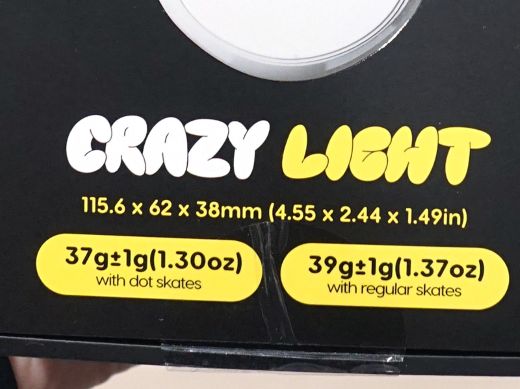 CRAZY LIGHT
115.6 x 62 x 38mm (4.55 x 2.44 x 1.49in)
37g±1g(1.30oz) 39g±1g(1.37oz)
with dot skates with regular skates